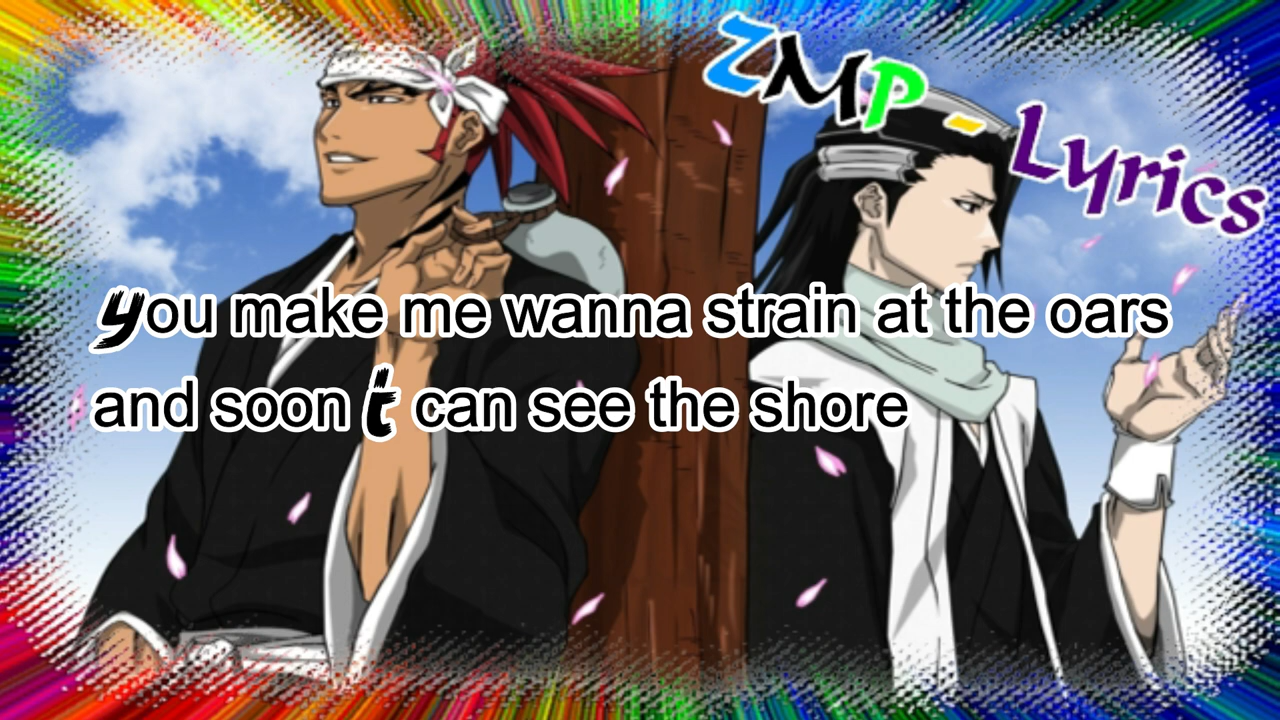 ZMP - Lyrics
You make me wanna strain at the oars
and soon I can see the shore